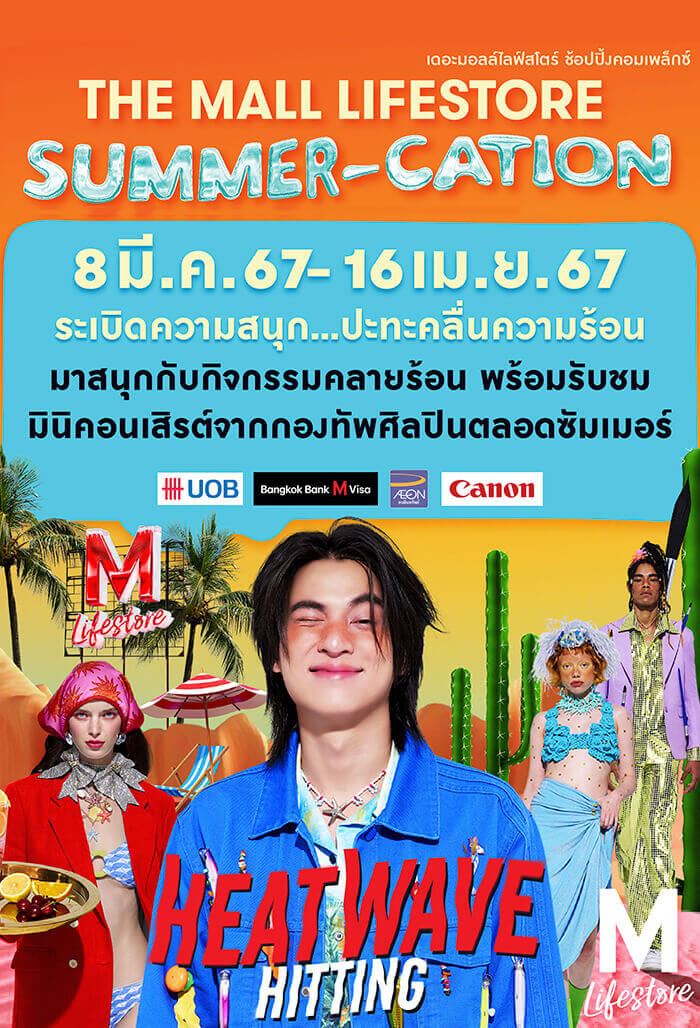 เดอะมอลล์ไลฟ์สโตร์ ช้อปปิ้งคอมเพล็กซ์
THE MALL LIFESTORE
SUMMER-CATION
8 มี.ค. 67- 16 เม.ย. 67
ระเบิดความสนุก...ปะทะคลื่นความร้อน
มาสนุกกับกิจกรรมคลายร้อน พร้อมรับชม
มินิคอนเสิรต์จากกองทัพศิลปินตลอดซัมเมอร์
UOB Bangkok Bank M Visa ÆON Canon
M
Lifestore
HEATWAVE
HITTING
M
Lifestore